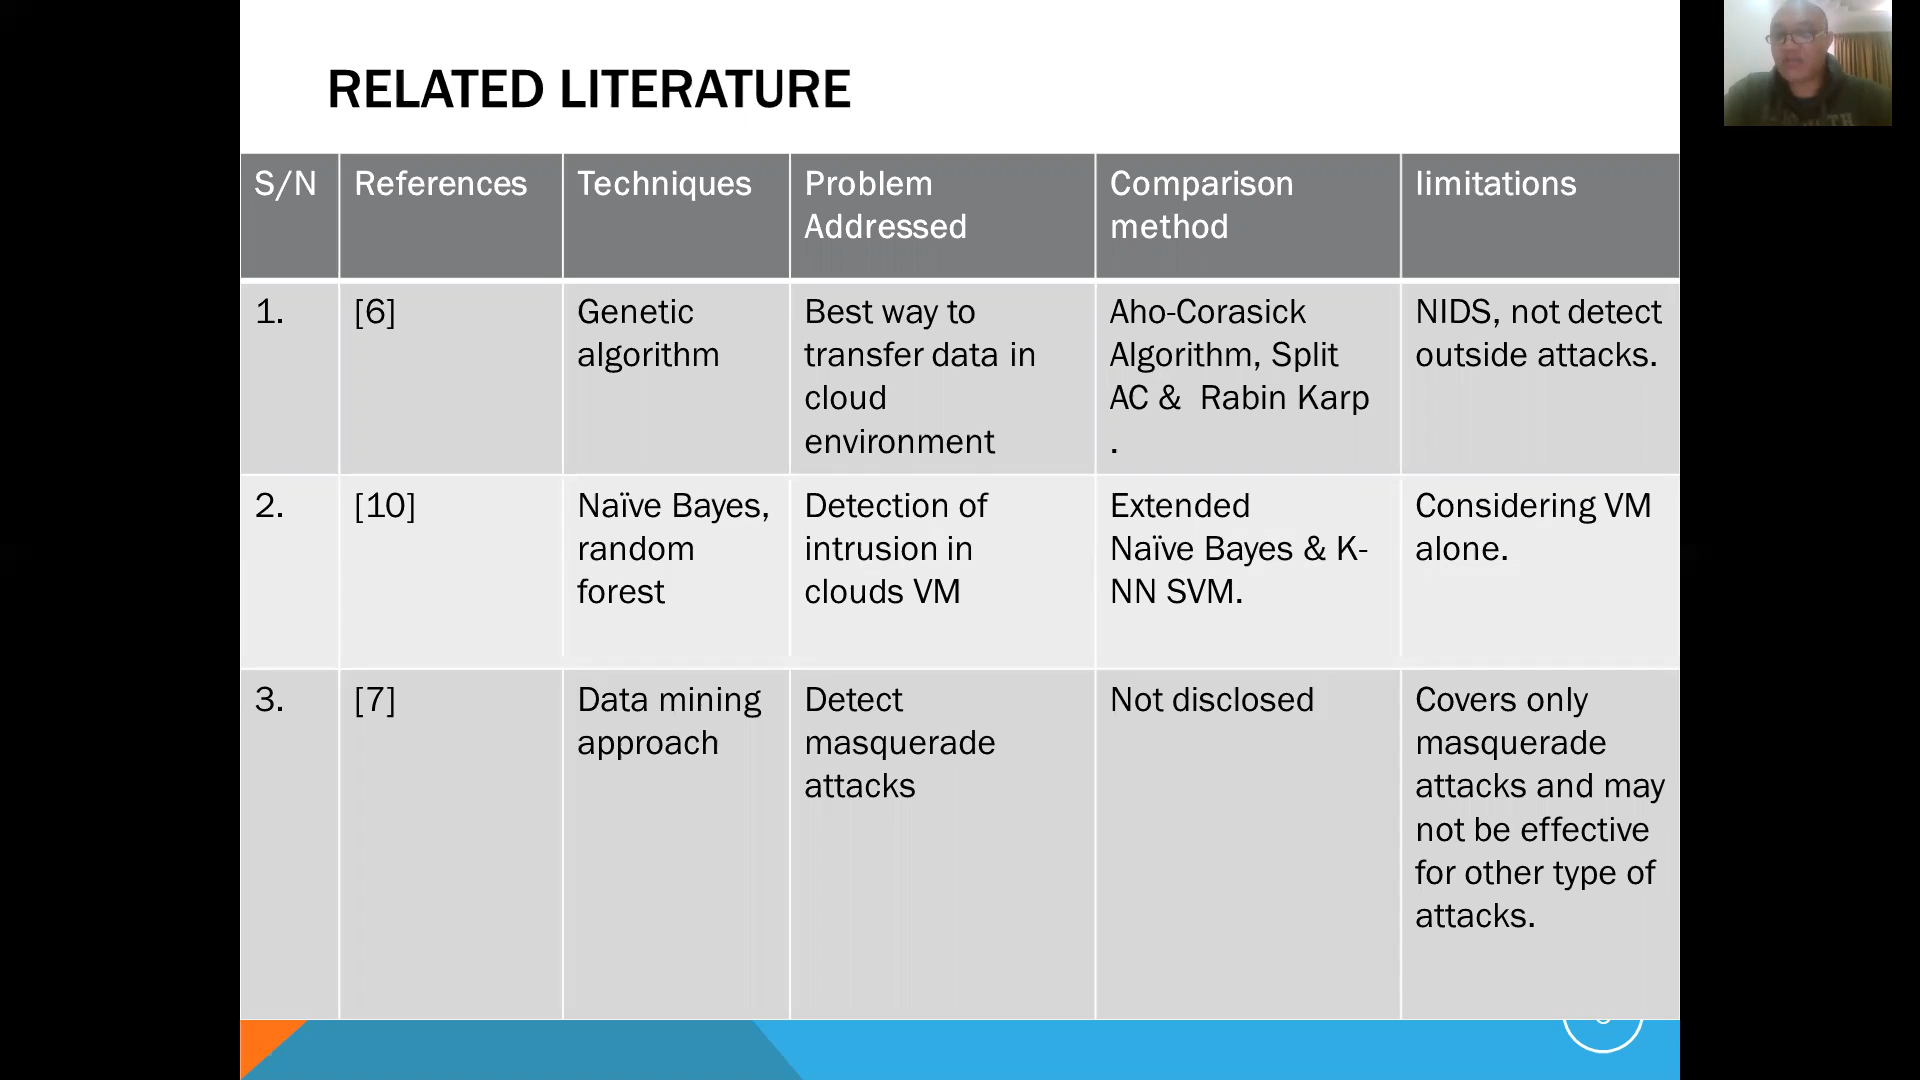 RELATED LITERATURE
S/N
References
Techniques
Problem
Addressed
Comparison
method
limitations
1.
[6]
Genetic
algorithm
Best way to
transfer data in
cloud
environment
Aho-Corasick
Algorithm, Split
AC & Rabin Karp
.
NIDS, not detect
outside attacks.
2.
[10]
Naïve Bayes,
random
forest
Detection of
intrusion in
clouds VM
Extended
Naïve Bayes & K-
NN SVM.
Considering VM
alone.
3.
[7]
Data mining
approach
Detect
masquerade
attacks
Not disclosed
Covers only
masquerade
attacks and may
not be effective
for other type of
attacks.